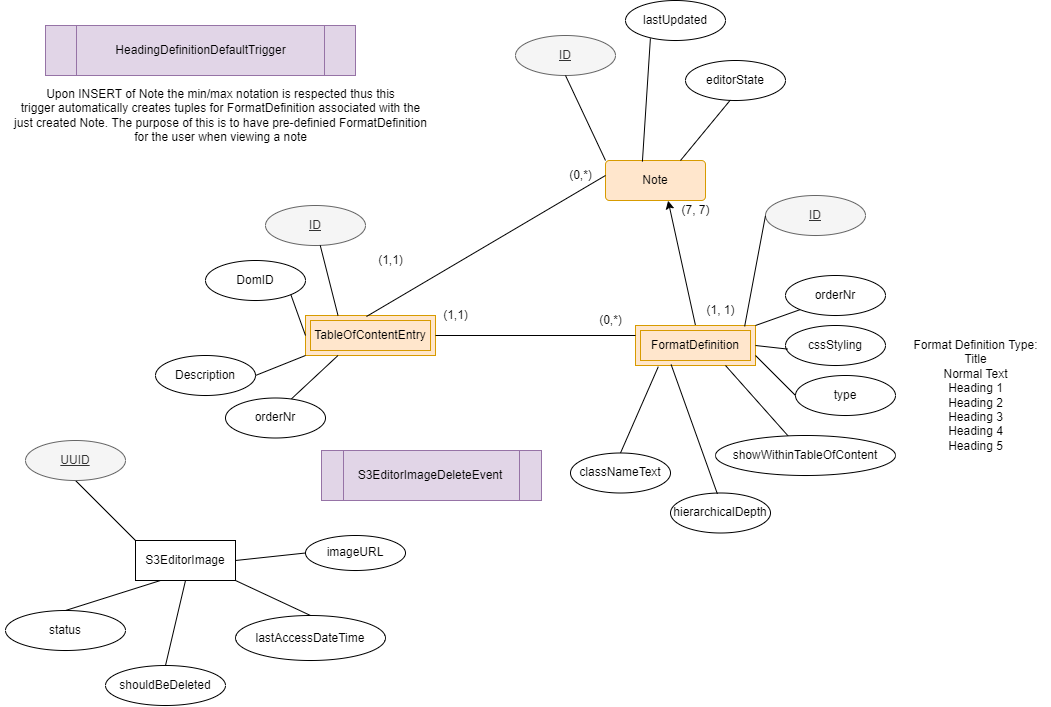 lastUpdated
HeadingDefinitionDefaultTrigger
ID
editorState
Upon INSERT of Note the min/max notation is respected thus this
trigger automatically creates tuples for FormatDefinition associated with the
just created Note. The purpose of this is to have pre-definied FormatDefinition
for the user when viewing a note
(0,*)
Note
(7, 7)
ID
ID
(1,1)
DomID
orderNr
(1,1)
(0,*)
(1, 1)
TableOfContentEntry
FormatDefinition
cssStyling
Format Definition Type:
Title
Normal Text
Heading 1
Heading 2
Heading 3
Heading 4
Heading 5
Description
type
orderNr
showWithinTableOfContent
UUID
S3EditorImageDeleteEvent
classNameText
hierarchicalDepth
S3EditorImage
imageURL
status
lastAccessDateTime
shouldBeDeleted